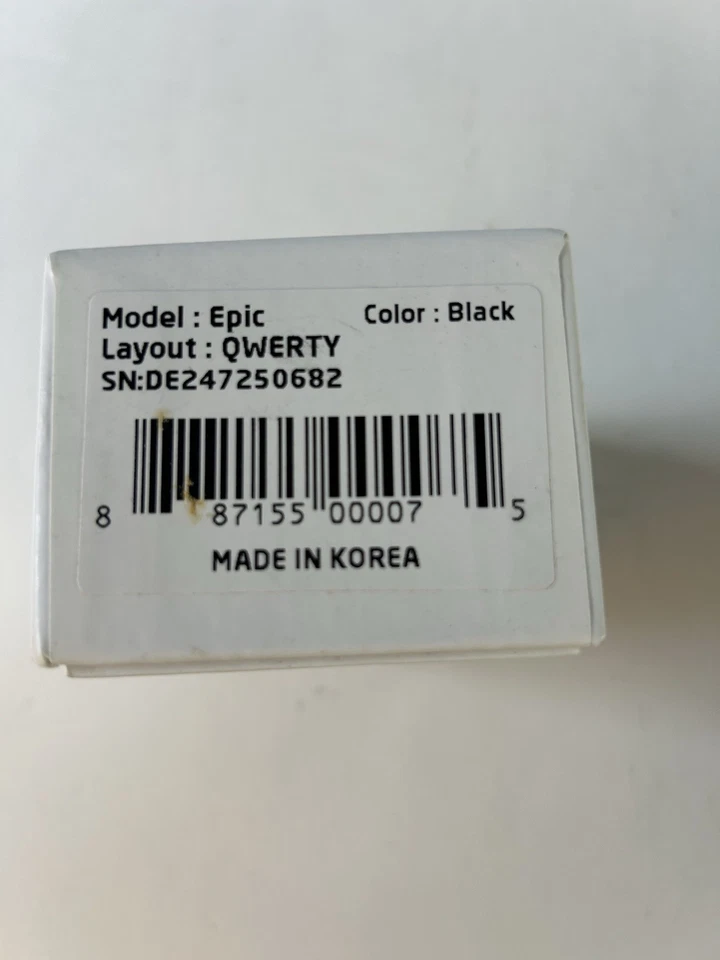 Model : Epic Color : Black
Layout : QWERTY
SN:DE247250682
8 87155 00007 5
MADE IN KOREA